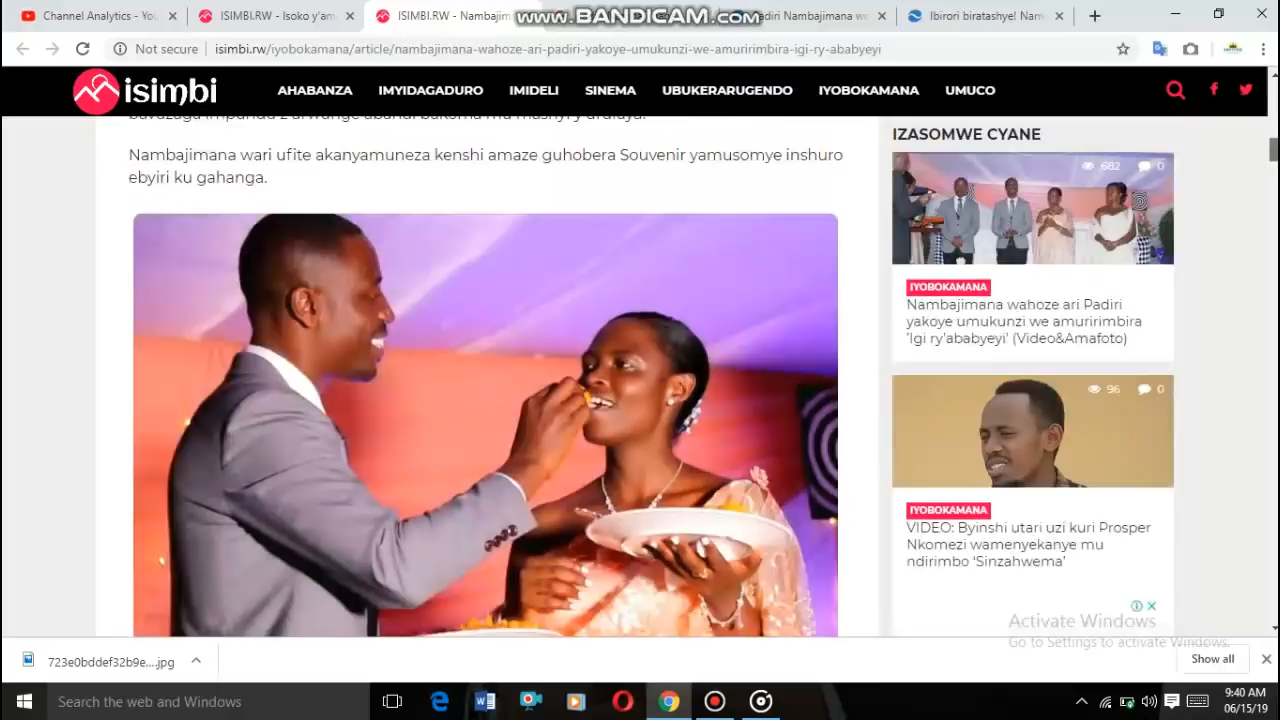 Channel Analytics - You
ISIMBI.RW - Isoko y'am
ISIMBI.RW - Nambajim
www.BANDICAM.com
adiri Nambajimana we
Ibirori biratashye! Nam
Not secure
isimbi.rw/iyobokamana/article/nambajimana-wahoze-ari-padiri-yakoye-umukunzi-we-amuririmbira-igi-ry-ababyeyi
isimbi
AHABANZA
IMYIDAGADURO
IMIDELI
SINEMA
UBUKERARUGENDO
IYOBOKAMANA
UMUCO
Nambajimana wari ufite akanyamuneza kenshi amaze guhobera Souvenir yamusomye inshuro
ebyiri ku gahanga.
IZASOMWE CYANE
682
0
IYOBOKAMANA
Nambajimana wahoze ari Padiri
yakoye umukunzi we amuririmbira
'Igi ry'ababyeyi' (Video&Amafoto)
96
0
IYOBOKAMANA
VIDEO: Byinshi utari uzi kuri Prosper
Nkomezi wamenyekanye mu
ndirimbo 'Sinzahwema'
Activate Windows
Go to Settings to activate Windows.
723e0bddef32b9e....jpg
Show all
Search the web and Windows
9:40 AM
06/15/19